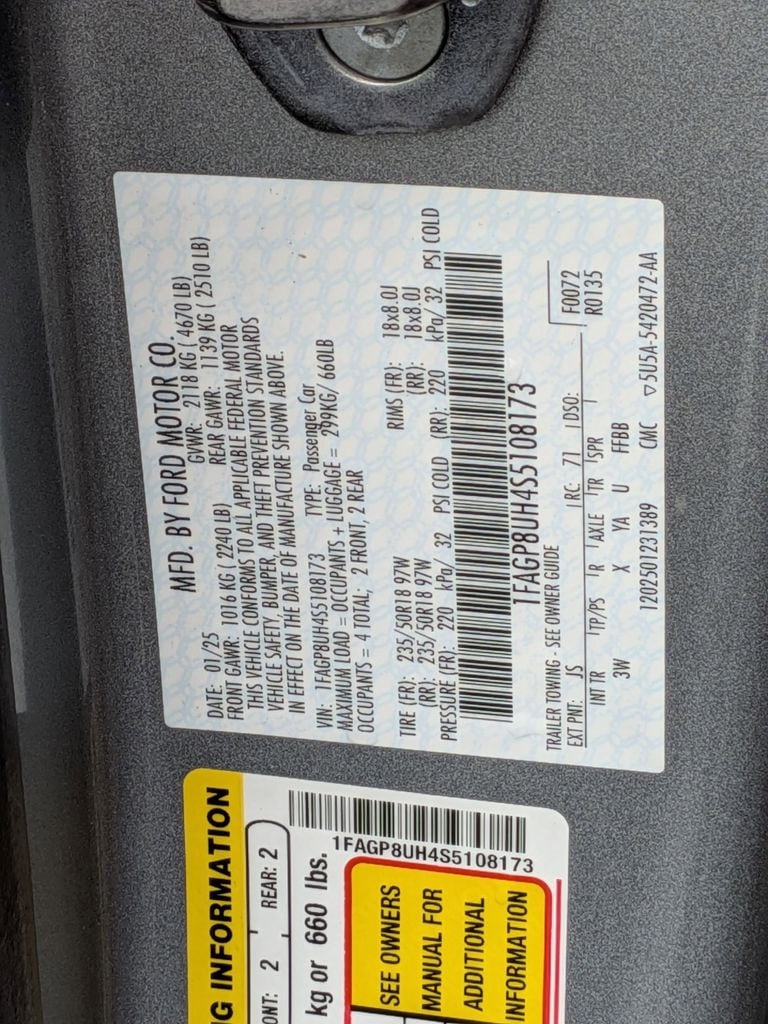 MFD. BY FORD MOTOR CO.
DATE: 01/25 GVWR: 2118 KG ( 4670 LB)
FRONT GAWR: 1016 KG ( 2240 LB) REAR GAWR: 1139 KG ( 2510 LB)
THIS VEHICLE CONFORMS TO ALL APPLICABLE FEDERAL MOTOR
VEHICLE SAFETY, BUMPER, AND THEFT PREVENTION STANDARDS
IN EFFECT ON THE DATE OF MANUFACTURE SHOWN ABOVE.
VIN: 1FAGP8UH4S5108173 TYPE: Passenger Car
MAXIMUM LOAD = OCCUPANTS + LUGGAGE = 299KG/ 660LB
OCCUPANTS = 4 TOTAL; 2 FRONT, 2 REAR
TIRE (FR): 235/50R18 97W RIMS (FR): 18x8.0J
(RR): 235/50R18 97W (RR): 18x8.0J
PRESSURE (FR): 220 kPa/ 32 PSI COLD (RR): 220 kPa/ 32 PSI COLD
1FAGP8UH4S5108173
TRAILER TOWING - SEE OWNER GUIDE
EXT PNT: JS RC: 71 DSO: F0072
R0135
INT TR TP/PS R AXLE TR SPR
3W X YA U FFBB
1202501231389 CMC ▽5U5A-5420472-AA
G INFORMATION
ONT: 2 REAR: 2
kg or 660 lbs.
1FAGP8UH4S5108173
SEE OWNERS
MANUAL FOR
ADDITIONAL
INFORMATION